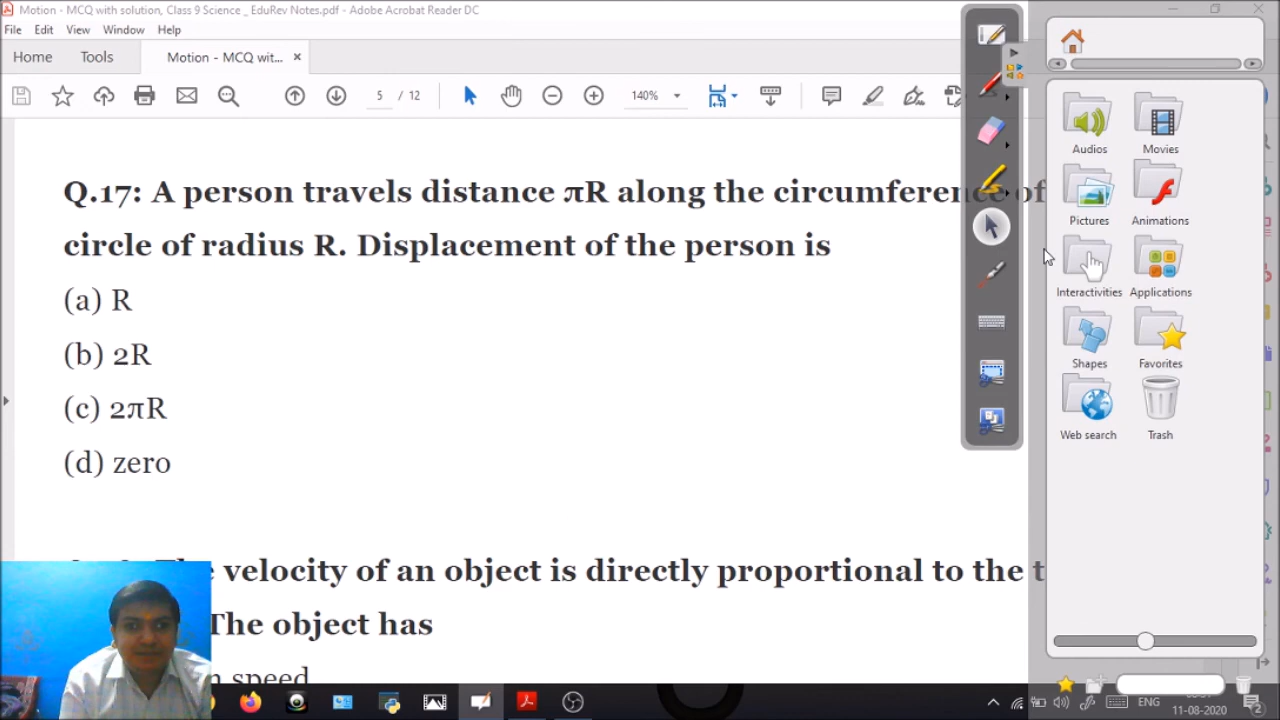 Motion - MCQ with solution, Class 9 Science _ EduRev Notes.pdf - Adobe Acrobat Reader DC
File Edit View Window Help
Home Tools Motion - MCQ wit... ×
5 / 12 140%
Q.17: A person travels distance πR along the circumference of
circle of radius R. Displacement of the person is
(a) R
(b) 2R
(c) 2πR
(d) zero
The velocity of an object is directly proportional to the t
The object has
speed
Audios Movies
Pictures Animations
Interactivities Applications
Shapes Favorites
Web search Trash
ENG
11-08-2020
2